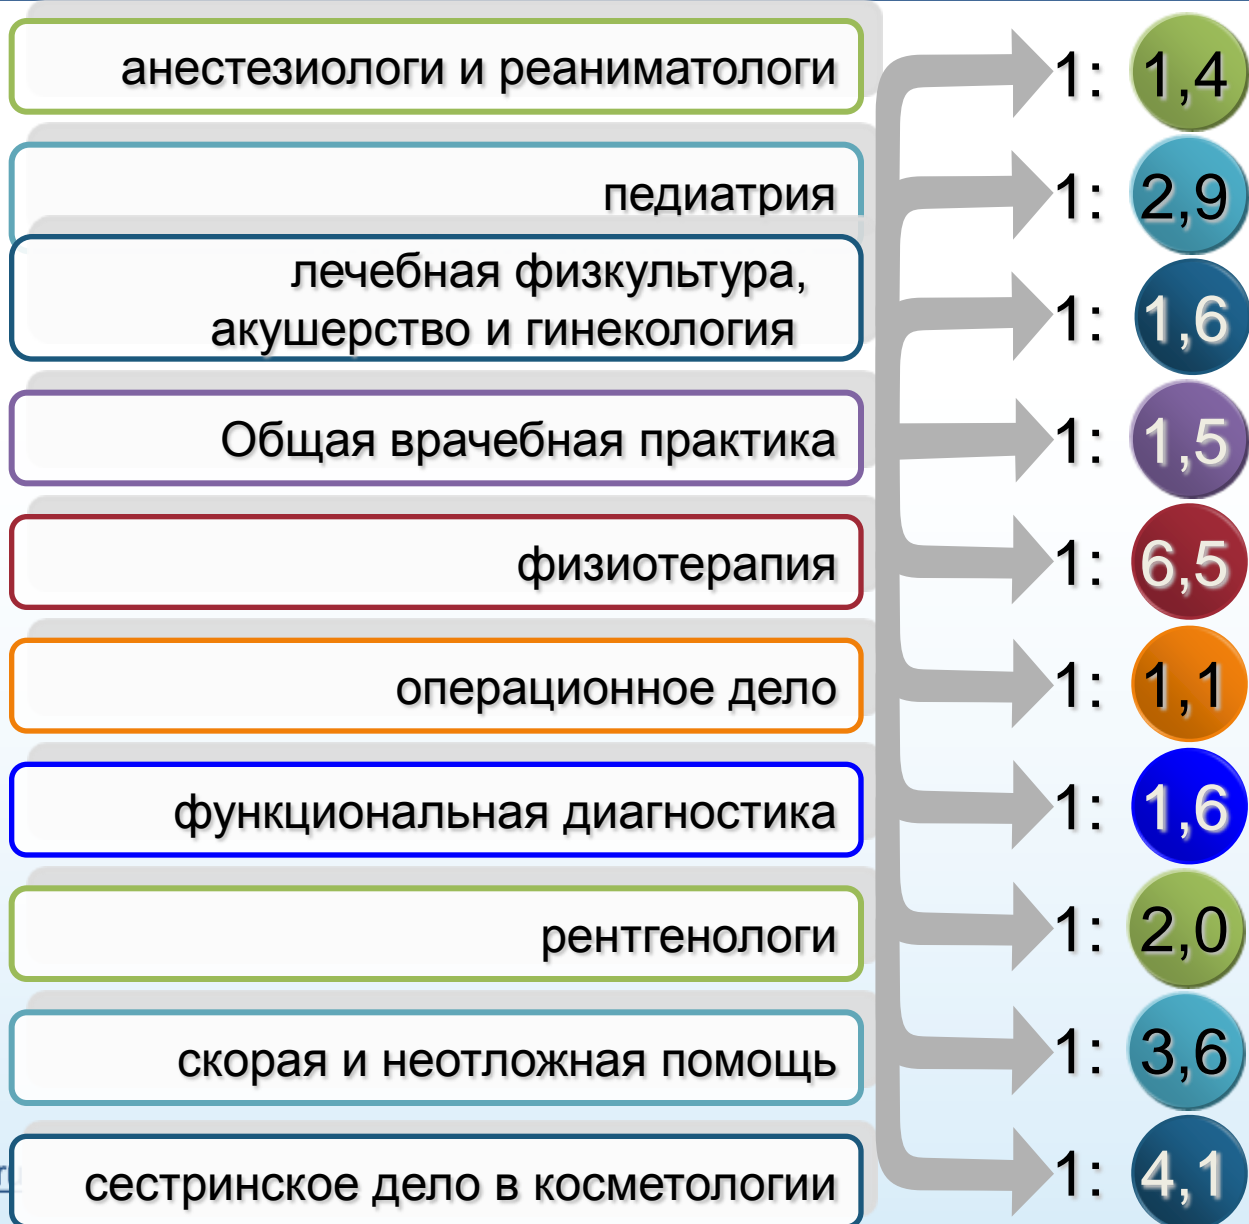 анестезиологи и реаниматологи 1: 1,4
педиатрия 1: 2,9
лечебная физкультура,
акушерство и гинекология 1: 1,6
Общая врачебная практика 1: 1,5
физиотерапия 1: 6,5
операционное дело 1: 1,1
функциональная диагностика 1: 1,6
рентгенологи 1: 2,0
скорая и неотложная помощь 1: 3,6
ru
сестринское дело в косметологии 1: 4,1